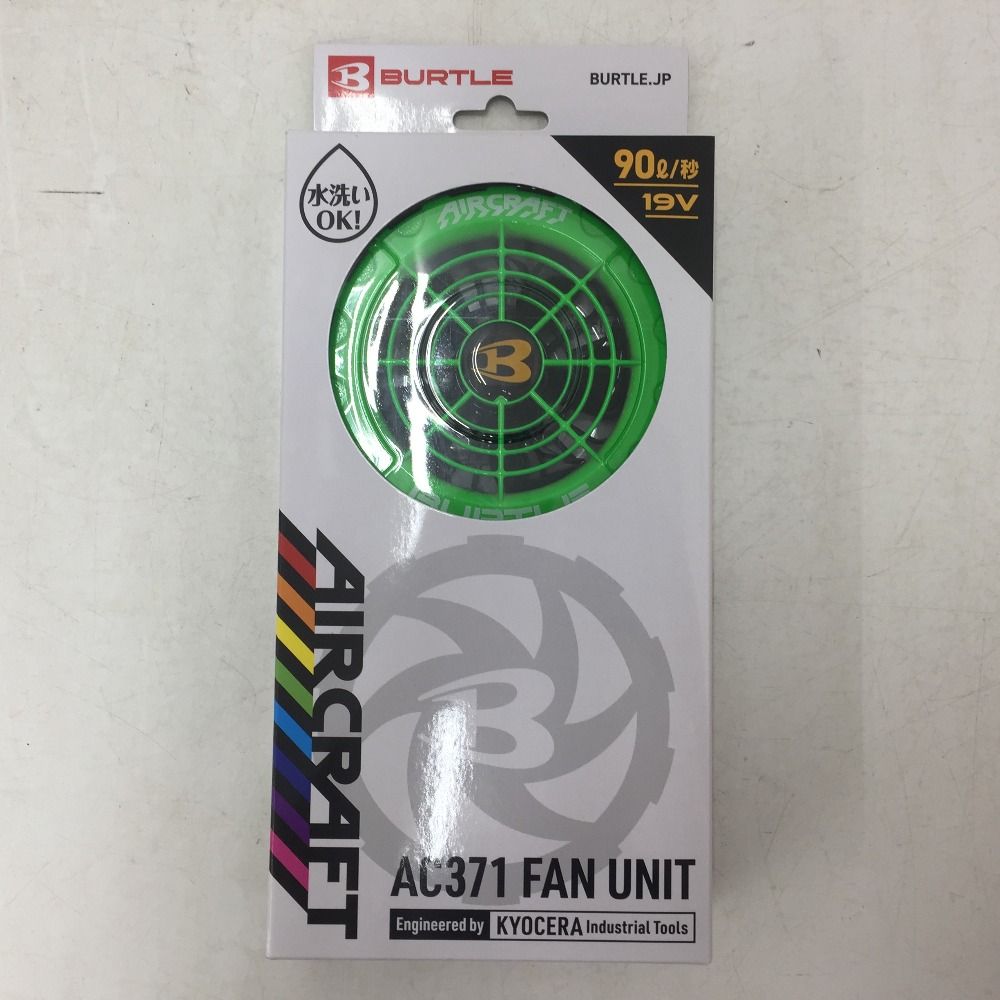 BURTLE
BURTLE.JP
水洗い
OK!
90ℓ/秒
19V
AIRCRAFT
B
BURTLE
AIRCRAFT
B
AC371 FAN UNIT
Engineered by KYOCERA Industrial Tools